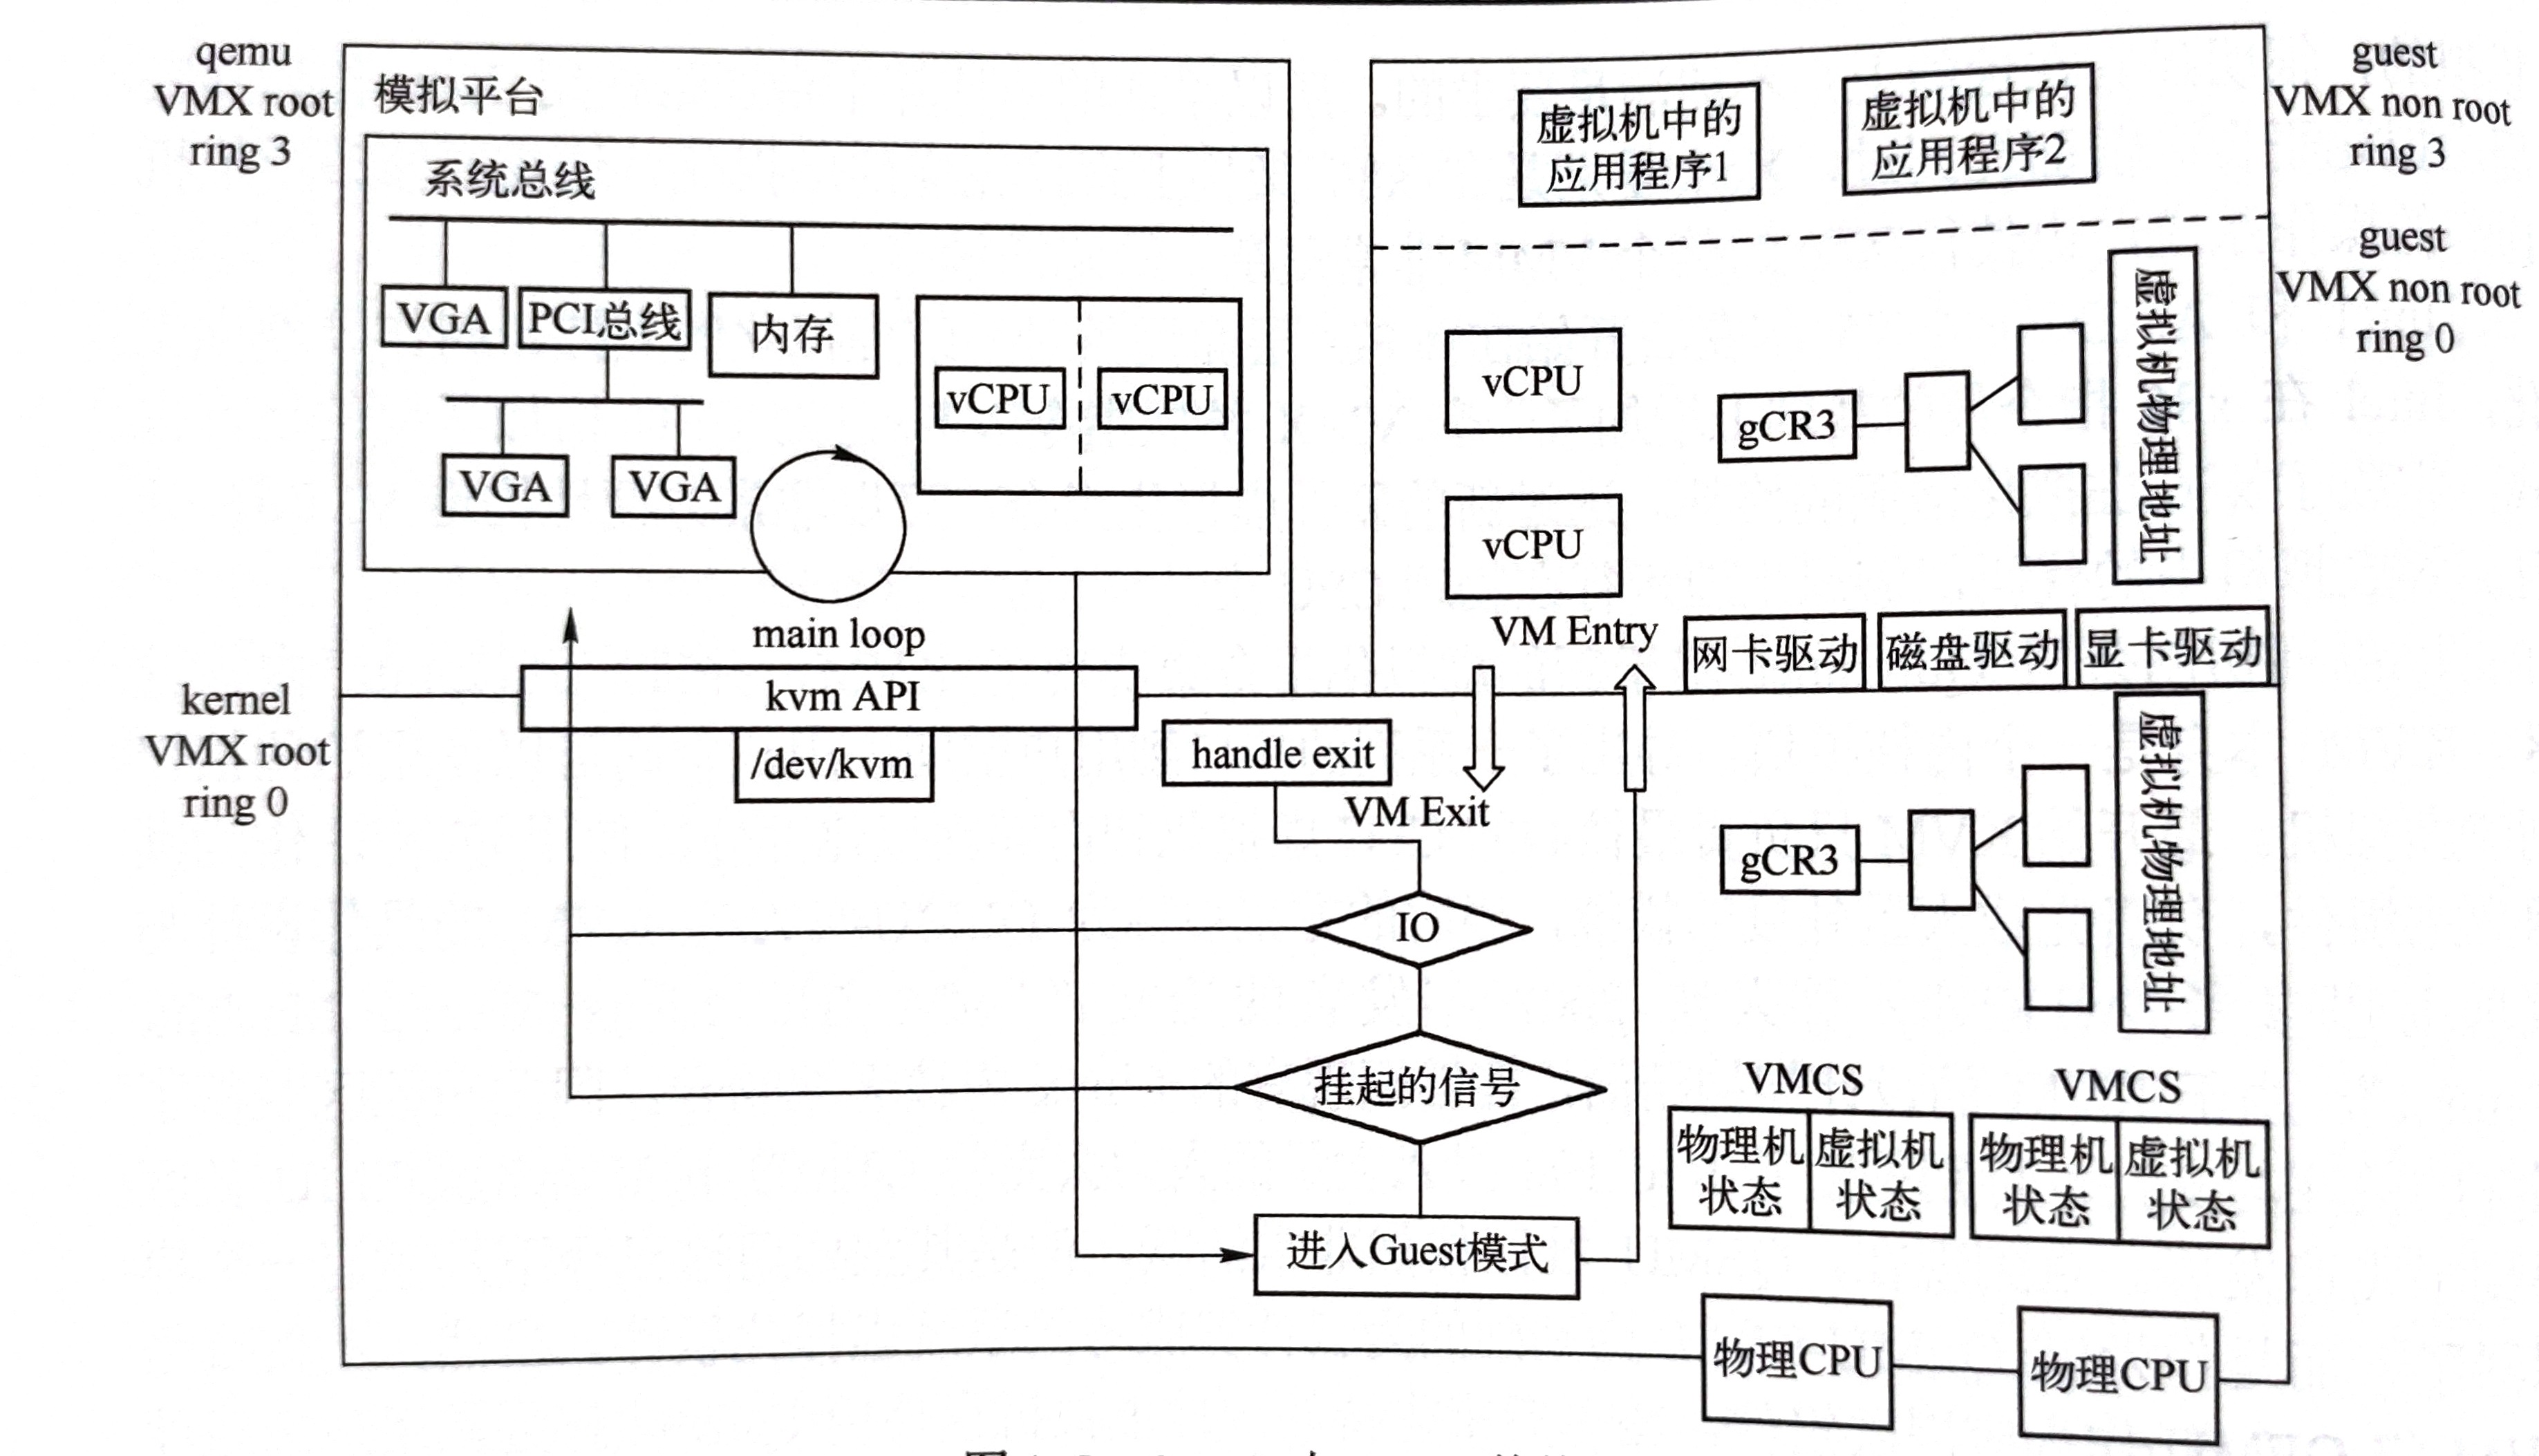 qemu
VMX root
ring 3
模拟平台
系统总线
VGA
PCI总线
内存
vCPU
vCPU
VGA
VGA
main loop
虚拟机中的
应用程序1
虚拟机中的
应用程序2
guest
VMX non root
ring 3
guest
VMX non root
ring 0
vCPU
vCPU
gCR3
虚拟机物理地址
VM Entry
网卡驱动
磁盘驱动
显卡驱动
kernel
VMX root
ring 0
kvm API
/dev/kvm
handle exit
VM Exit
IO
挂起的信号
进入Guest模式
gCR3
虚拟机物理地址
VMCS
物理机
状态
虚拟机
状态
VMCS
物理机
状态
虚拟机
状态
物理CPU
物理CPU